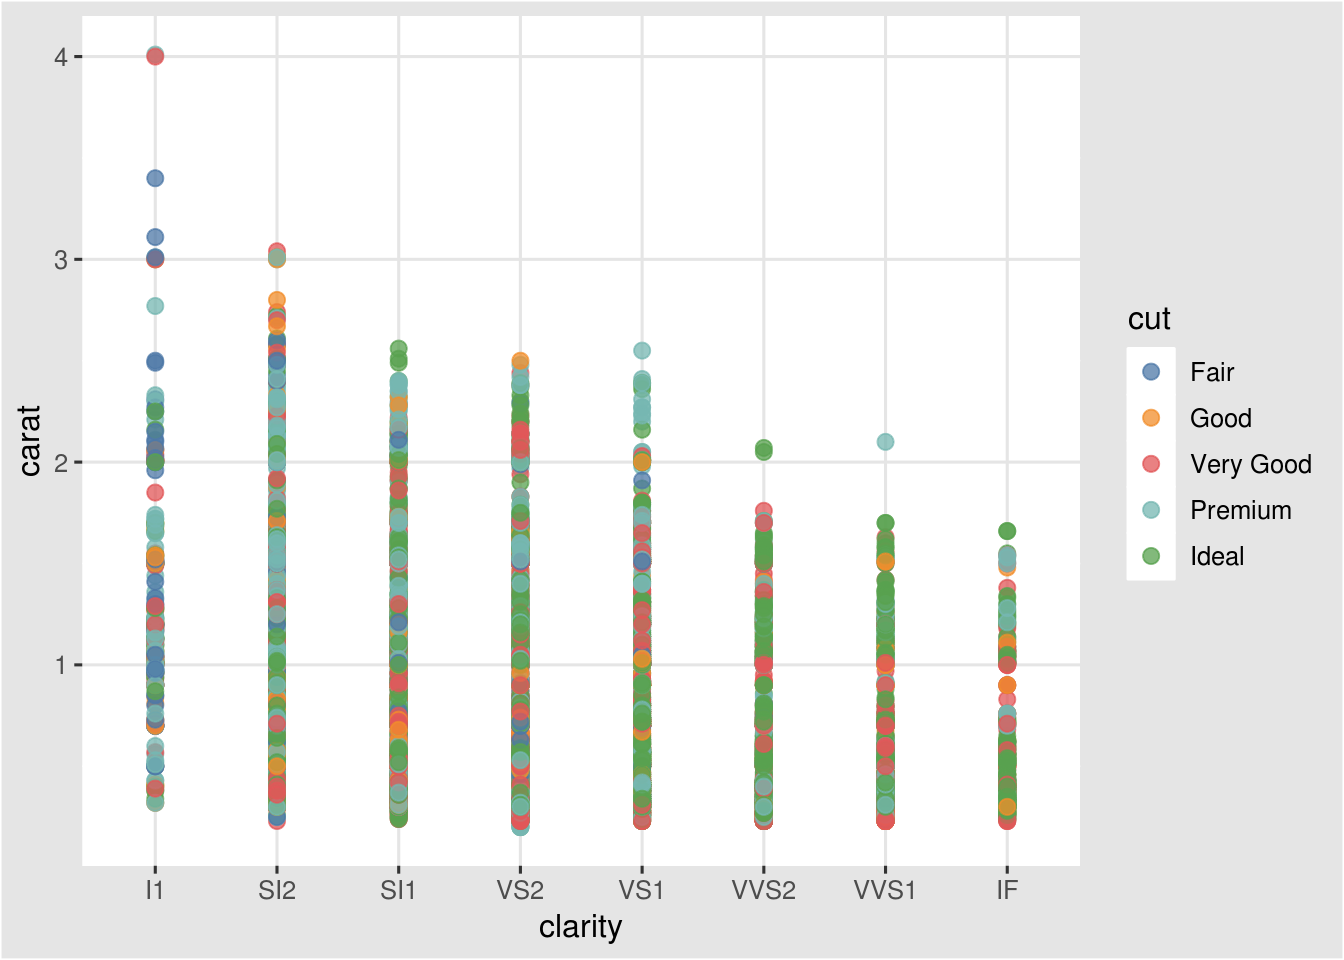 4
3
2
1
carat
I1 SI2 SI1 VS2 VS1 VVS2 VVS1 IF
clarity
cut
Fair
Good
Very Good
Premium
Ideal